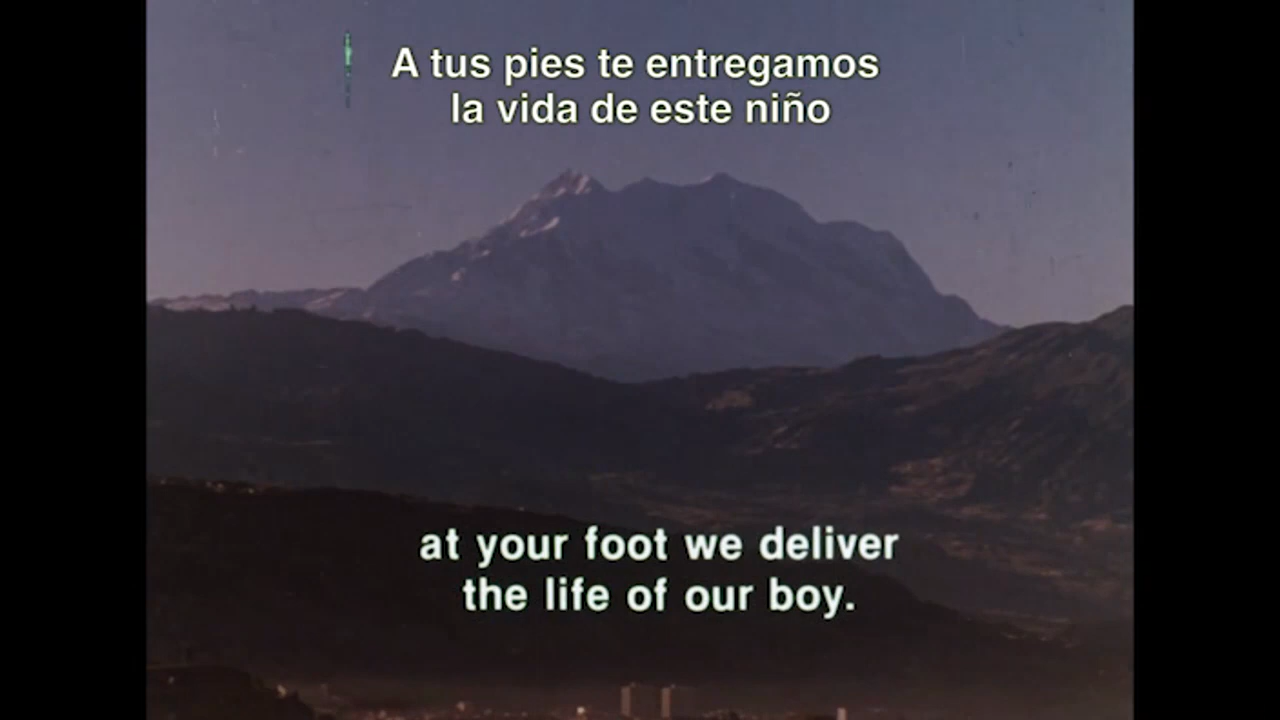 A tus pies te entregamos
la vida de este niño
at your foot we deliver
the life of our boy.